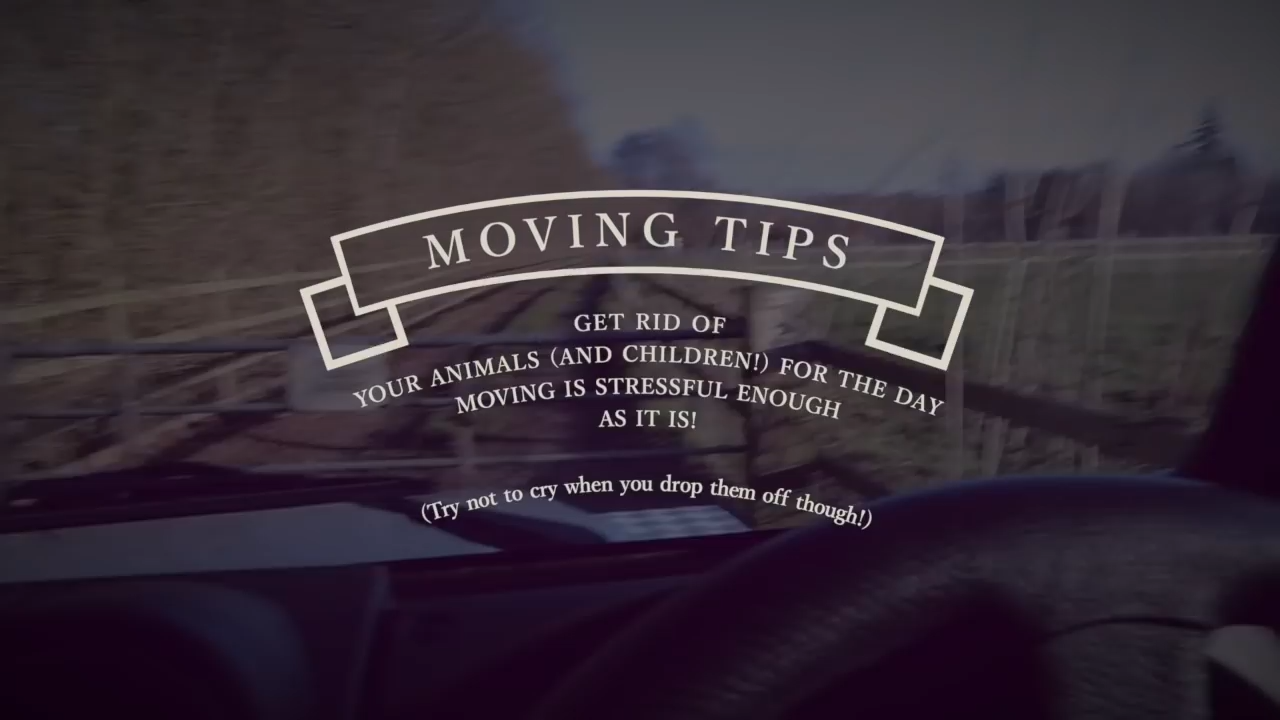 MOVING TIPS
GET RID OF
YOUR ANIMALS (AND CHILDREN!) FOR THE DAY
MOVING IS STRESSFUL ENOUGH
AS IT IS!
(Try not to cry when you drop them off though!)